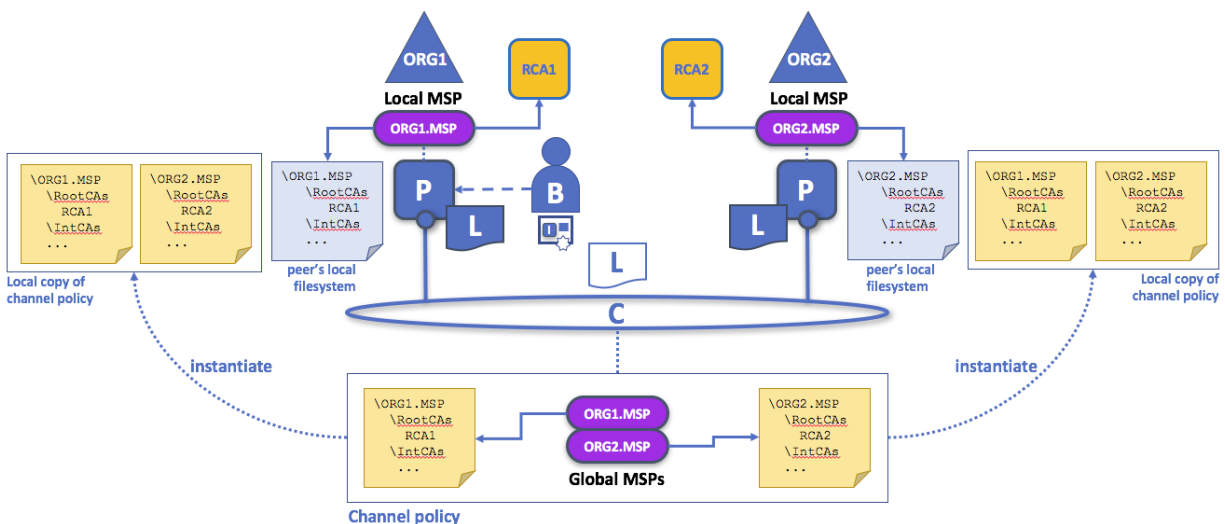 ORG1
RCA1
RCA2
ORG2
Local MSP
Local MSP
ORG1.MSP
ORG2.MSP
\ORG1.MSP
\RootCAs
RCA1
\IntCAs
...
\ORG2.MSP
\RootCAs
RCA2
\IntCAs
...
Local copy of
channel policy
\ORG1.MSP
\RootCAs
RCA1
\IntCAs
...
peer's local
filesystem
P
L
B
L
P
L
\ORG2.MSP
\RootCAs
RCA2
\IntCAs
...
peer's local
filesystem
\ORG1.MSP
\RootCAs
RCA1
\IntCAs
...
\ORG2.MSP
\RootCAs
RCA2
\IntCAs
...
Local copy of
channel policy
C
instantiate
instantiate
\ORG1.MSP
\RootCAs
RCA1
\IntCAs
...
ORG1.MSP
ORG2.MSP
Global MSPs
\ORG2.MSP
\RootCAs
RCA2
\IntCAs
...
Channel policy